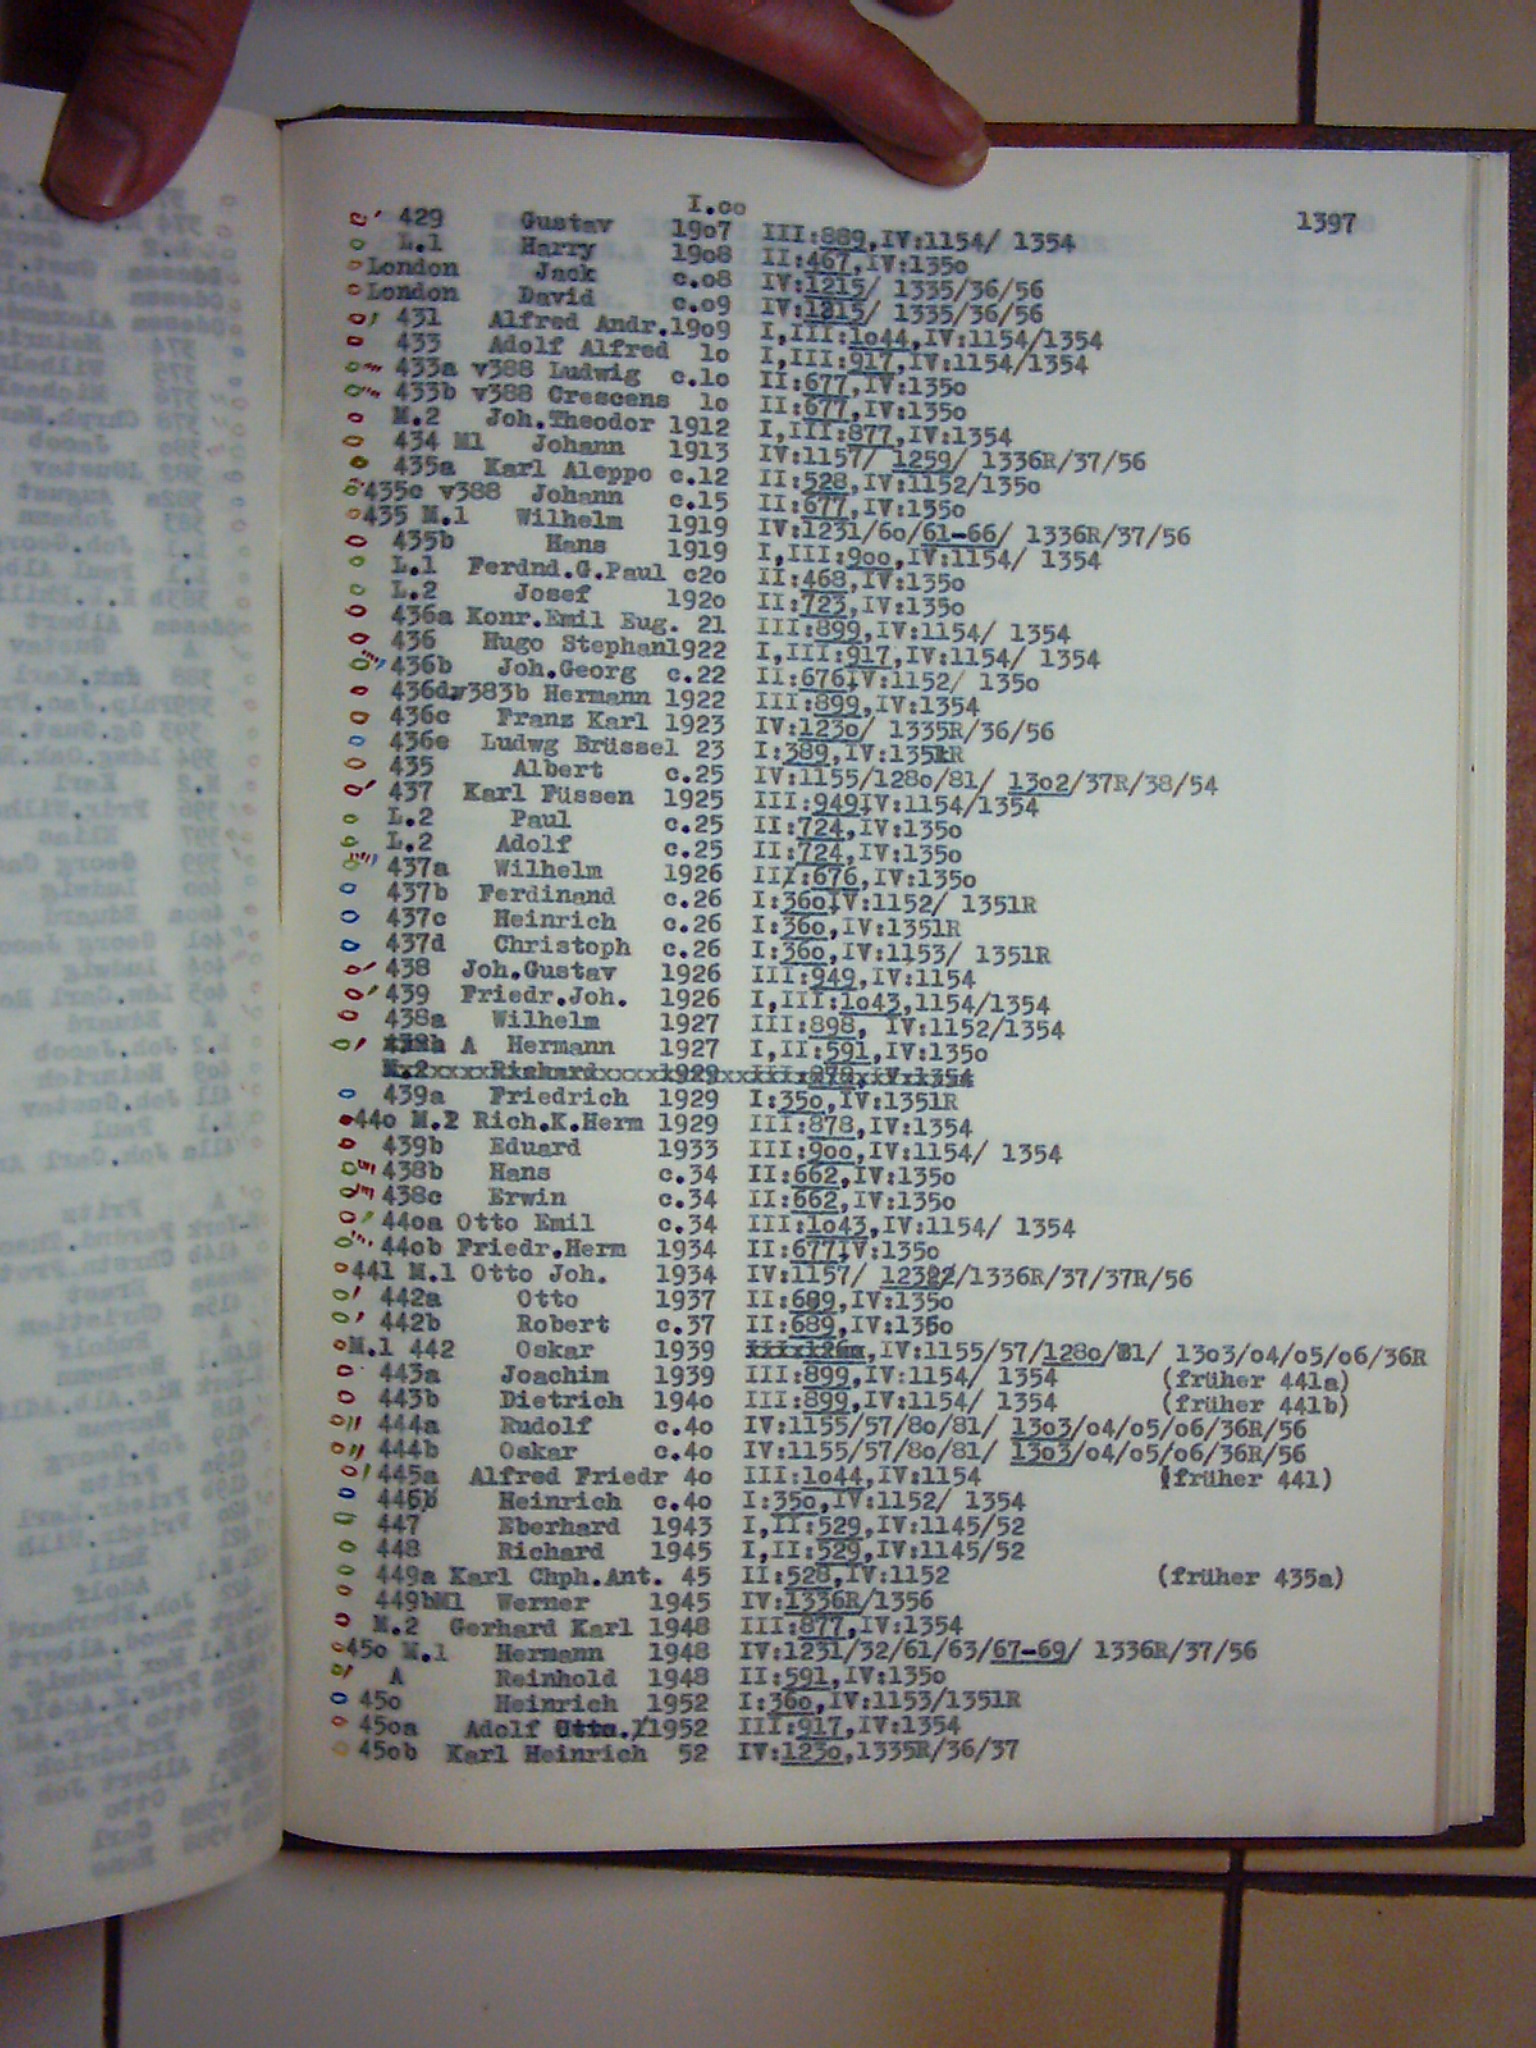 I.oo
1397
429 Gustav 19o7 III:889,IV:1154/ 1354
L.1 Harry 19o8 II:467,IV:135o
London Jack c.o8 IV:1215/ 1335/36/56
London David c.o9 IV:1215/ 1335/36/56
431 Alfred Andr.19o9 I,III:1o44,IV:1154/1354
433 Adolf Alfred 1o I,III:917,IV:1154/1354
433a v388 Ludwig c.1o II:677,IV:135o
433b v388 Crescens 1o II:677,IV:135o
M.2 Joh.Theodor 1912 I,III:877,IV:1354
434 M1 Johann 1913 IV:1157/ 1259/ 1336R/37/56
435a Karl Aleppo c.12 II:528,IV:1152/135o
435c v388 Johann c.15 II:677,IV:135o
435 M.1 Wilhelm 1919 IV:1231/6o/61-66/ 1336R/37/56
435b Hans 1919 I,III:9oo,IV:1154/ 1354
L.1 Ferdnd.G.Paul c2o II:468,IV:135o
L.2 Josef 192o II:723,IV:135o
436a Konr.Emil Eug. 21 III:899,IV:1154/ 1354
436 Hugo Stephan1922 I,III:917,IV:1154/ 1354
436b Joh.Georg c.22 II:676,IV:1152/ 135o
436d,v383b Hermann 1922 III:899,IV:1354
436c Franz Karl 1923 IV:123o/ 1335R/36/56
436e Ludwg Brüssel 23 I:389,IV:1351R
435 Albert c.25 IV:1155/128o/81/ 13o2/37R/38/54
437 Karl Füssen 1925 III:949,IV:1154/1354
L.2 Paul c.25 II:724,IV:135o
L.2 Adolf c.25 II:724,IV:135o
437a Wilhelm 1926 II:676,IV:135o
437b Ferdinand c.26 I:36o,IV:1152/ 1351R
437c Heinrich c.26 I:36o,IV:1351R
437d Christoph c.26 I:36o,IV:1153/ 1351R
438 Joh.Gustav 1926 III:949,IV:1154
439 Friedr.Joh. 1926 I,III:1o43,1154/1354
438a Wilhelm 1927 III:898, IV:1152/1354
A Hermann 1927 I,II:591,IV:135o
M.2 Richard 1929 III:878,IV:1354
439a Friedrich 1929 I:35o,IV:1351R
44o M.2 Rich.K.Herm 1929 III:878,IV:1354
439b Eduard 1933 III:9oo,IV:1154/ 1354
438b Hans c.34 II:662,IV:135o
438c Erwin c.34 II:662,IV:135o
44oa Otto Emil c.34 III:1o43,IV:1154/ 1354
44ob Friedr.Herm 1934 II:677,IV:135o
441 M.1 Otto Joh. 1934 IV:1157/ 1232/1336R/37/37R/56
442a Otto 1937 II:689,IV:135o
442b Robert c.37 II:689,IV:135o
M.1 442 Oskar 1939 ,IV:1155/57/128o/81/ 13o3/o4/o5/o6/36R
443a Joachim 1939 III:899,IV:1154/ 1354 (früher 441a)
443b Dietrich 194o III:899,IV:1154/ 1354 (früher 441b)
444a Rudolf c.4o IV:1155/57/8o/81/ 13o3/o4/o5/o6/36R/56
444b Oskar c.4o IV:1155/57/8o/81/ 13o3/o4/o5/o6/36R/56
445a Alfred Friedr 4o III:1o44,IV:1154 (früher 441)
446b Heinrich c.4o I:35o,IV:1152/ 1354
447 Eberhard 1943 I,II:529,IV:1145/52
448 Richard 1945 I,II:529,IV:1145/52
449a Karl Chph.Ant. 45 II:528,IV:1152 (früher 435a)
449bM1 Werner 1945 IV:1336R/1356
M.2 Gerhard Karl 1948 III:877,IV:1354
45o M.1 Hermann 1948 IV:1231/32/61/63/67-69/ 1336R/37/56
A Reinhold 1948 II:591,IV:135o
45o Heinrich 1952 I:36o,IV:1153/1351R
45oa Adolf Otto. 1952 III:917,IV:1354
45ob Karl Heinrich 52 IV:123o,1335R/36/37